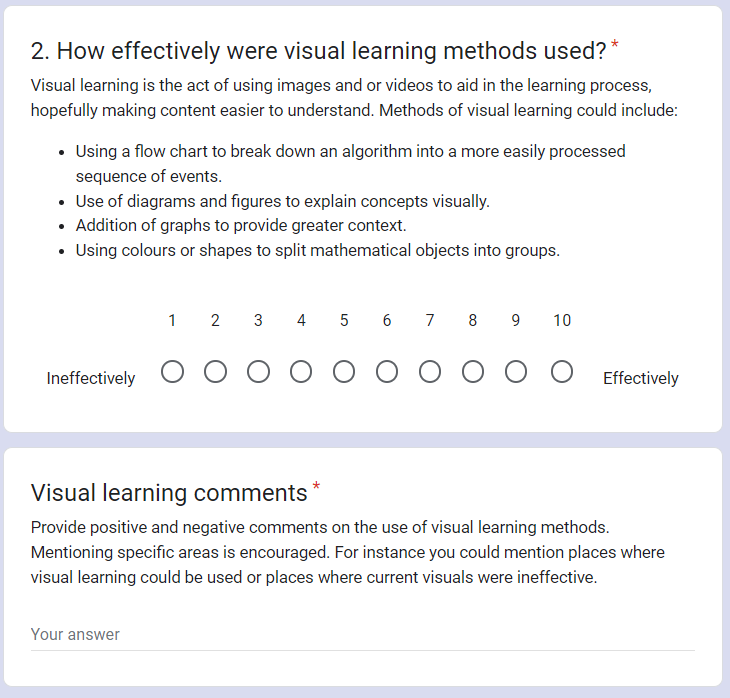 2. How effectively were visual learning methods used? *
Visual learning is the act of using images and or videos to aid in the learning process,
hopefully making content easier to understand. Methods of visual learning could include:
• Using a flow chart to break down an algorithm into a more easily processed
sequence of events.
• Use of diagrams and figures to explain concepts visually.
• Addition of graphs to provide greater context.
• Using colours or shapes to split mathematical objects into groups.
1 2 3 4 5 6 7 8 9 10
Ineffectively Effectively
Visual learning comments *
Provide positive and negative comments on the use of visual learning methods.
Mentioning specific areas is encouraged. For instance you could mention places where
visual learning could be used or places where current visuals were ineffective.
Your answer